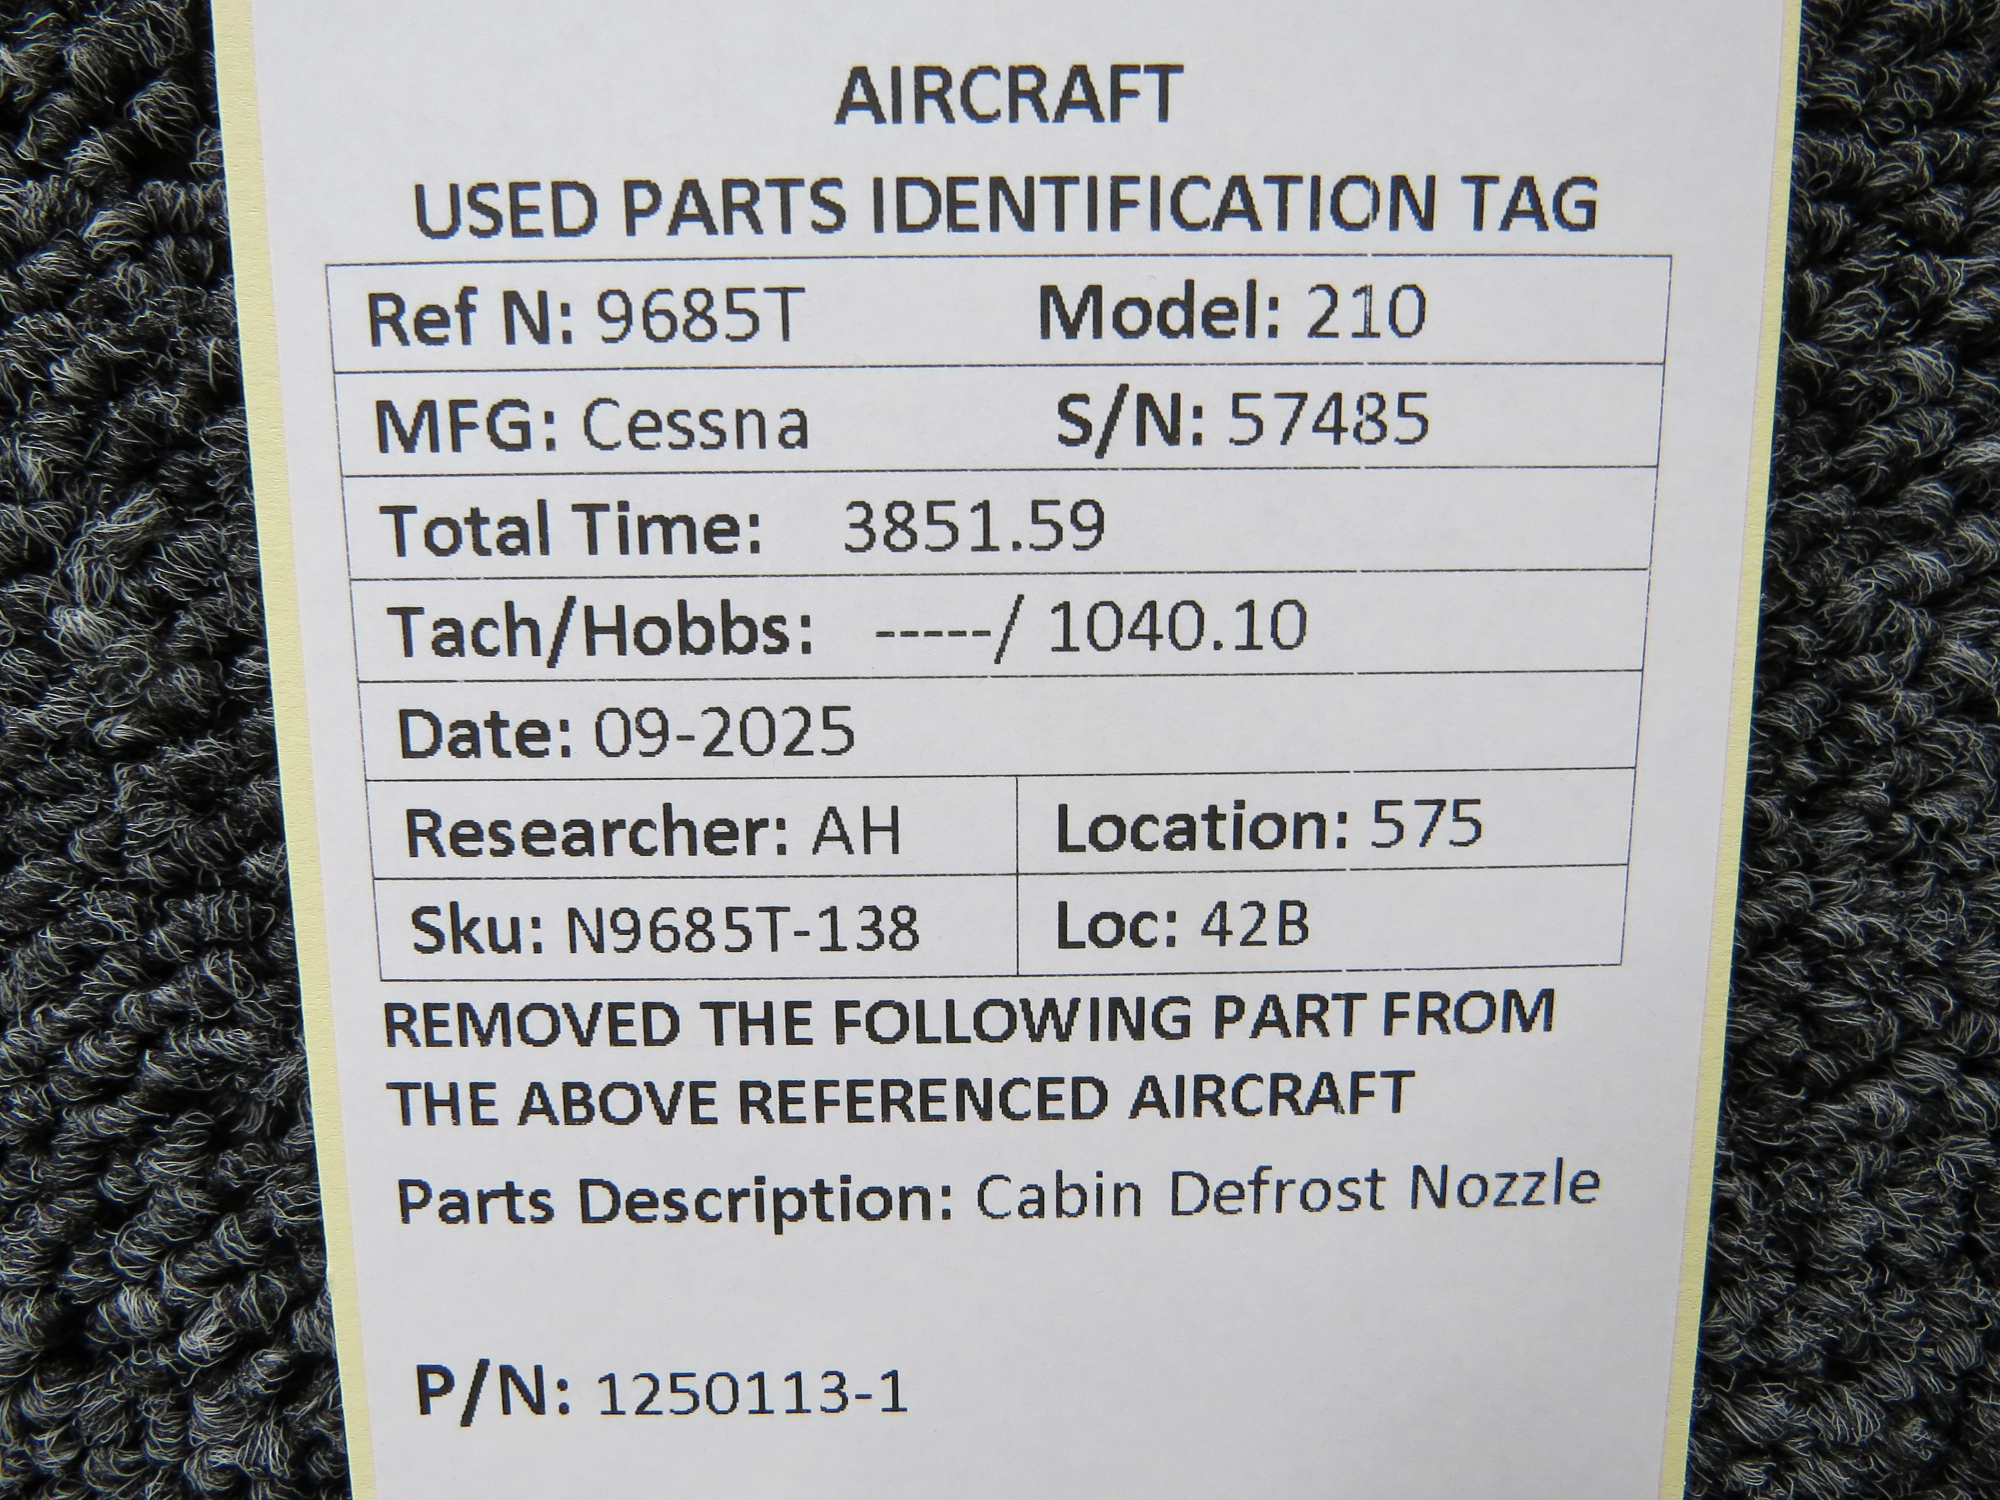 AIRCRAFT
USED PARTS IDENTIFICATION TAG
Ref N: 9685T Model: 210
MFG: Cessna S/N: 57485
Total Time: 3851.59
Tach/Hobbs: -----/ 1040.10
Date: 09-2025
Researcher: AH Location: 575
Sku: N9685T-138 Loc: 42B
REMOVED THE FOLLOWING PART FROM
THE ABOVE REFERENCED AIRCRAFT
Parts Description: Cabin Defrost Nozzle
P/N: 1250113-1